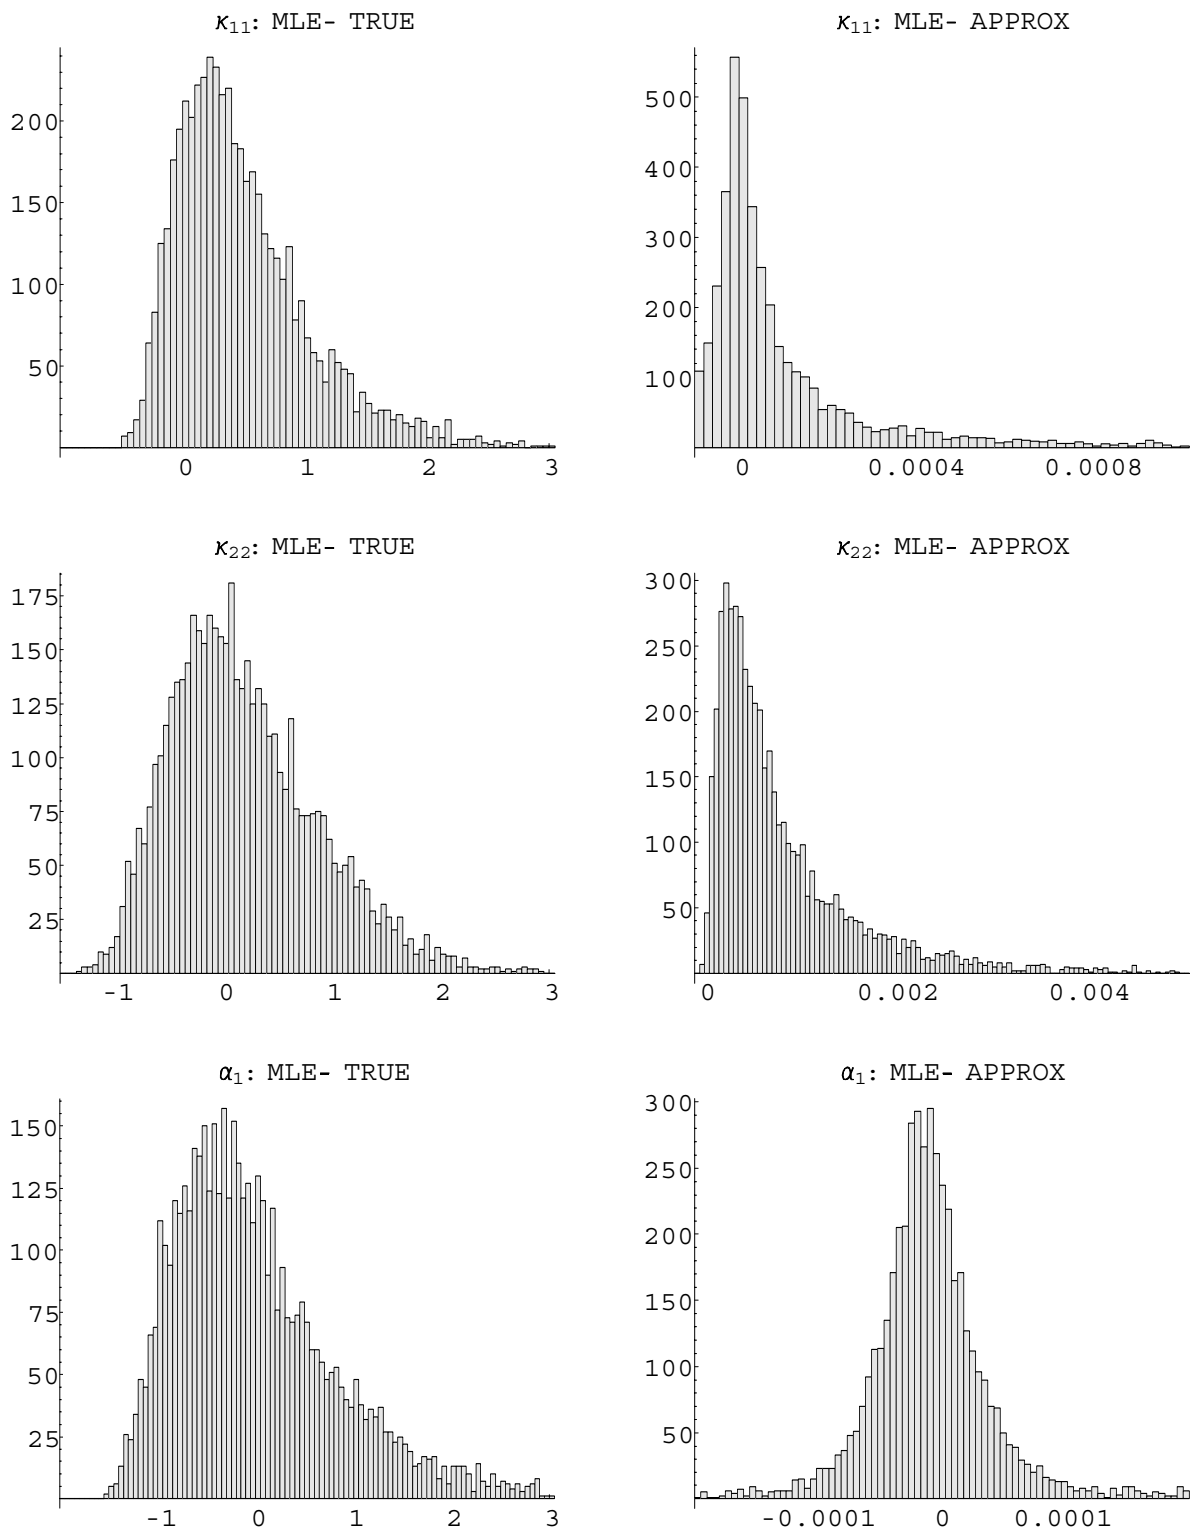 κ11: MLE- TRUE
200
150
100
50
0 1 2 3
κ11: MLE- APPROX
500
400
300
200
100
0 0.0004 0.0008
κ22: MLE- TRUE
175
150
125
100
75
50
25
-1 0 1 2 3
κ22: MLE- APPROX
300
250
200
150
100
50
0 0.002 0.004
α1: MLE- TRUE
150
125
100
75
50
25
-1 0 1 2 3
α1: MLE- APPROX
300
250
200
150
100
50
-0.0001 0 0.0001